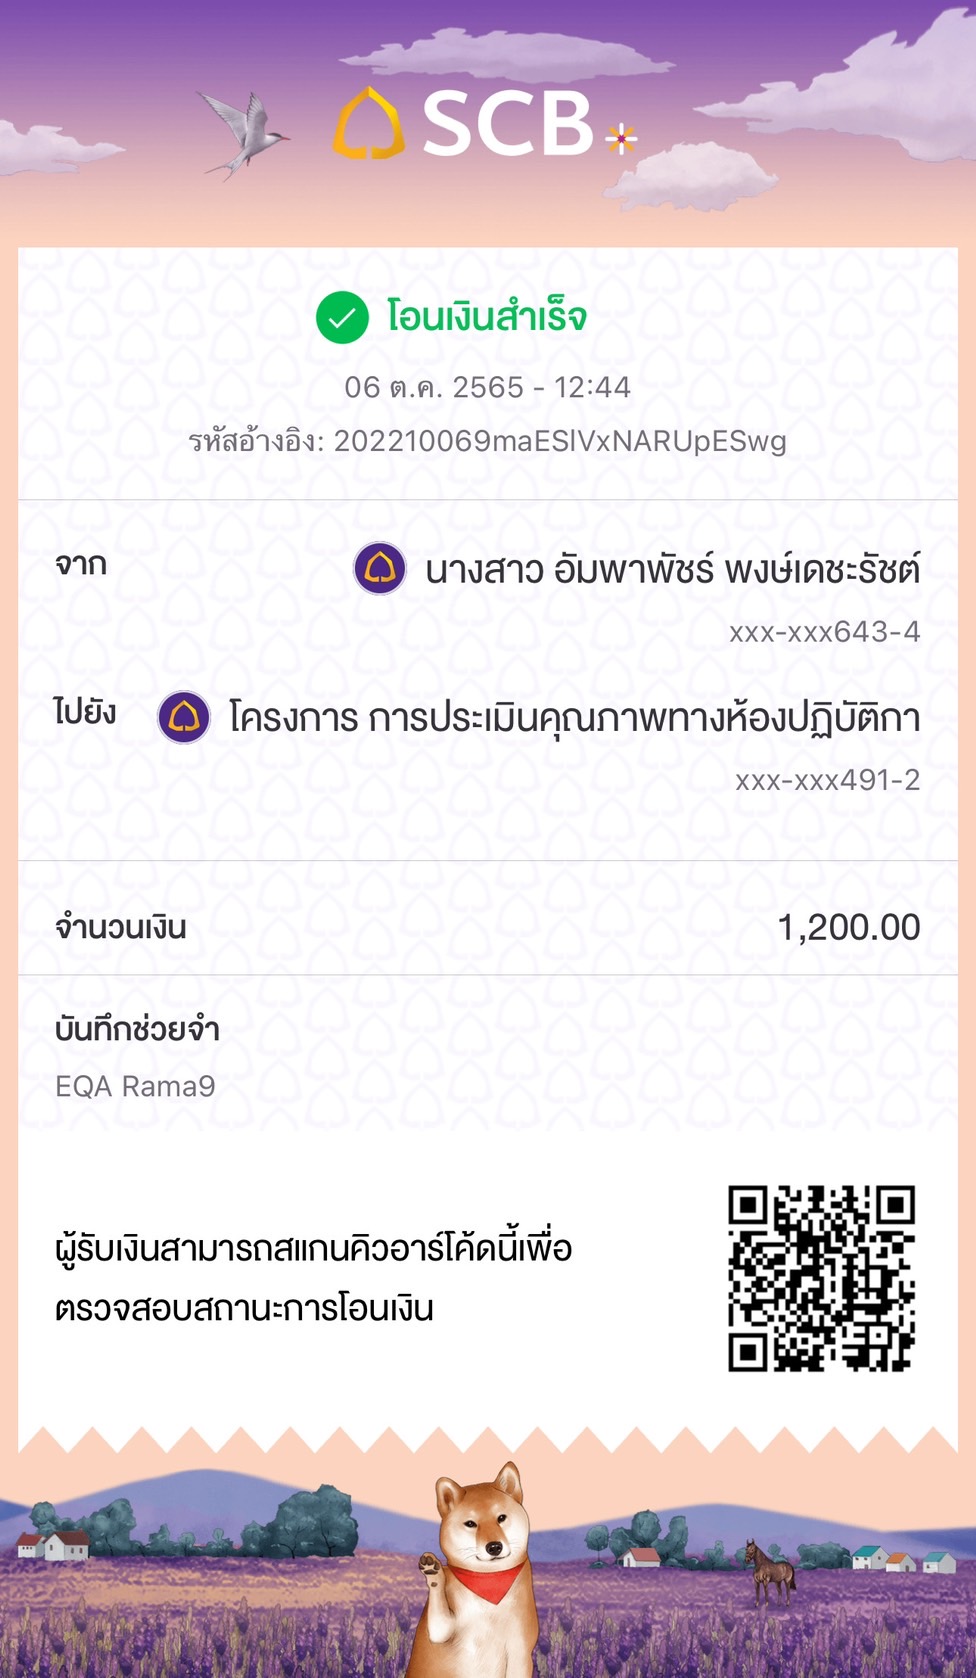 SCB
โอนเงินสำเร็จ
06 ต.ค. 2565 - 12:44
รหัสอ้างอิง: 202210069maESlVxNARUpESwg
จาก
นางสาว อัมพาพัชร์ พงษ์เดชะรัชต์
xxx-xxx643-4
ไปยัง
โครงการ การประเมินคุณภาพทางห้องปฏิบัติกา
xxx-xxx491-2
จำนวนเงิน 1,200.00
บันทึกช่วยจำ
EQA Rama9
ผู้รับเงินสามารถสแกนคิวอาร์โค้ดนี้เพื่อ
ตรวจสอบสถานะการโอนเงิน